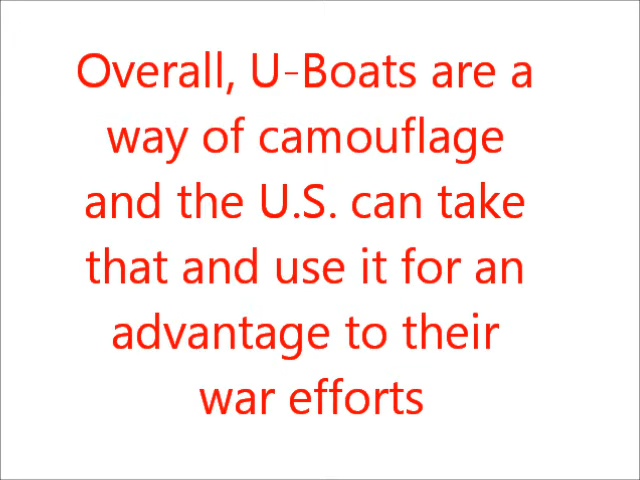 Overall, U-Boats are a
way of camouflage
and the U.S. can take
that and use it for an
advantage to their
war efforts